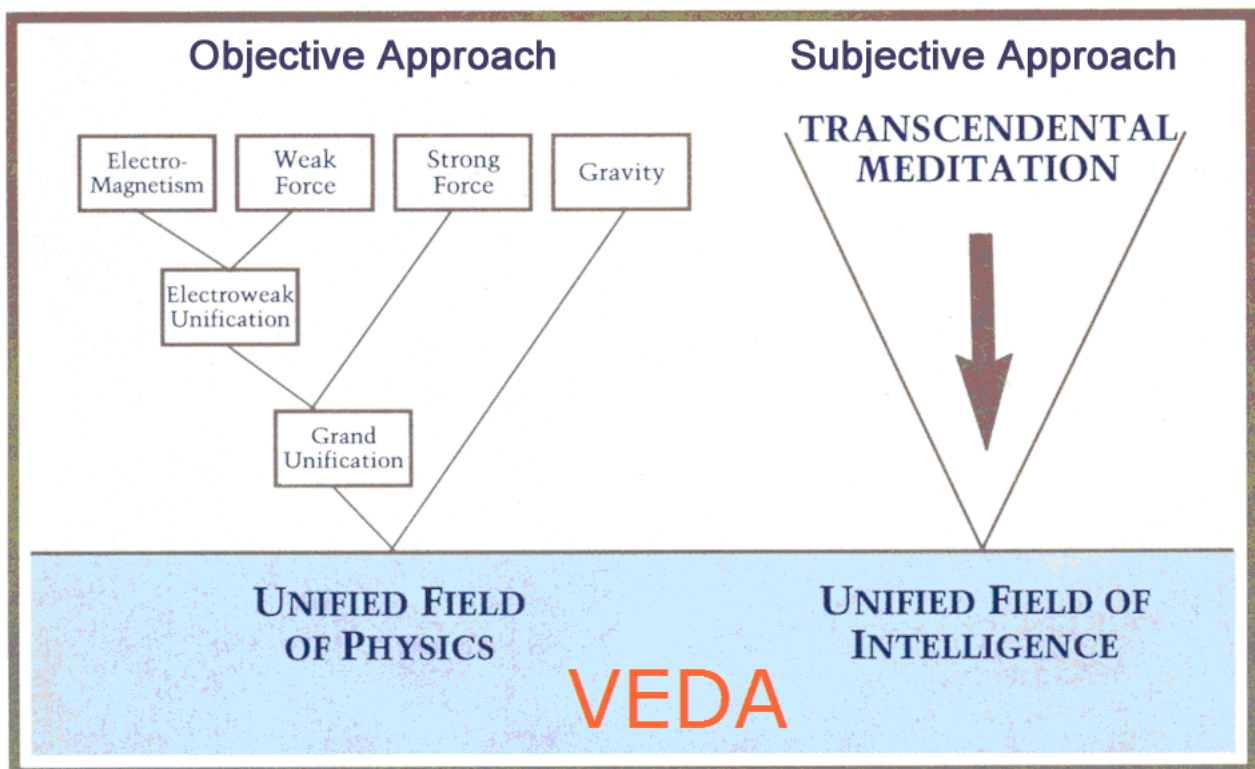 Objective Approach
Subjective Approach
Electro-
Magnetism
Weak
Force
Strong
Force
Gravity
TRANSCENDENTAL
MEDITATION
Electroweak
Unification
Grand
Unification
UNIFIED FIELD
OF PHYSICS
UNIFIED FIELD OF
INTELLIGENCE
VEDA